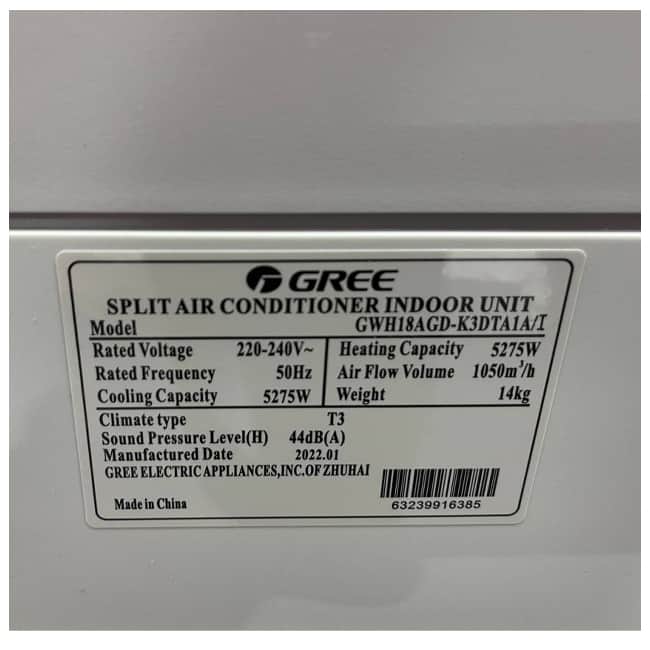 GREE
SPLIT AIR CONDITIONER INDOOR UNIT
Model GWH18AGD-K3DTA1A/I
Rated Voltage 220-240V~ Heating Capacity 5275W
Rated Frequency 50Hz Air Flow Volume 1050m³/h
Cooling Capacity 5275W Weight 14kg
Climate type T3
Sound Pressure Level(H) 44dB(A)
Manufactured Date 2022.01
GREE ELECTRIC APPLIANCES,INC.OF ZHUHAI
Made in China 63239916385